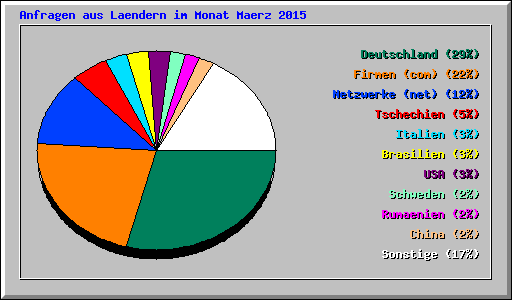 Anfragen aus Laendern im Monat Maerz 2015
Deutschland (29%)
Firmen (com) (22%)
Netzwerke (net) (12%)
Tschechien (5%)
Italien (3%)
Brasilien (3%)
USA (3%)
Schweden (2%)
Rumaenien (2%)
China (2%)
Sonstige (17%)